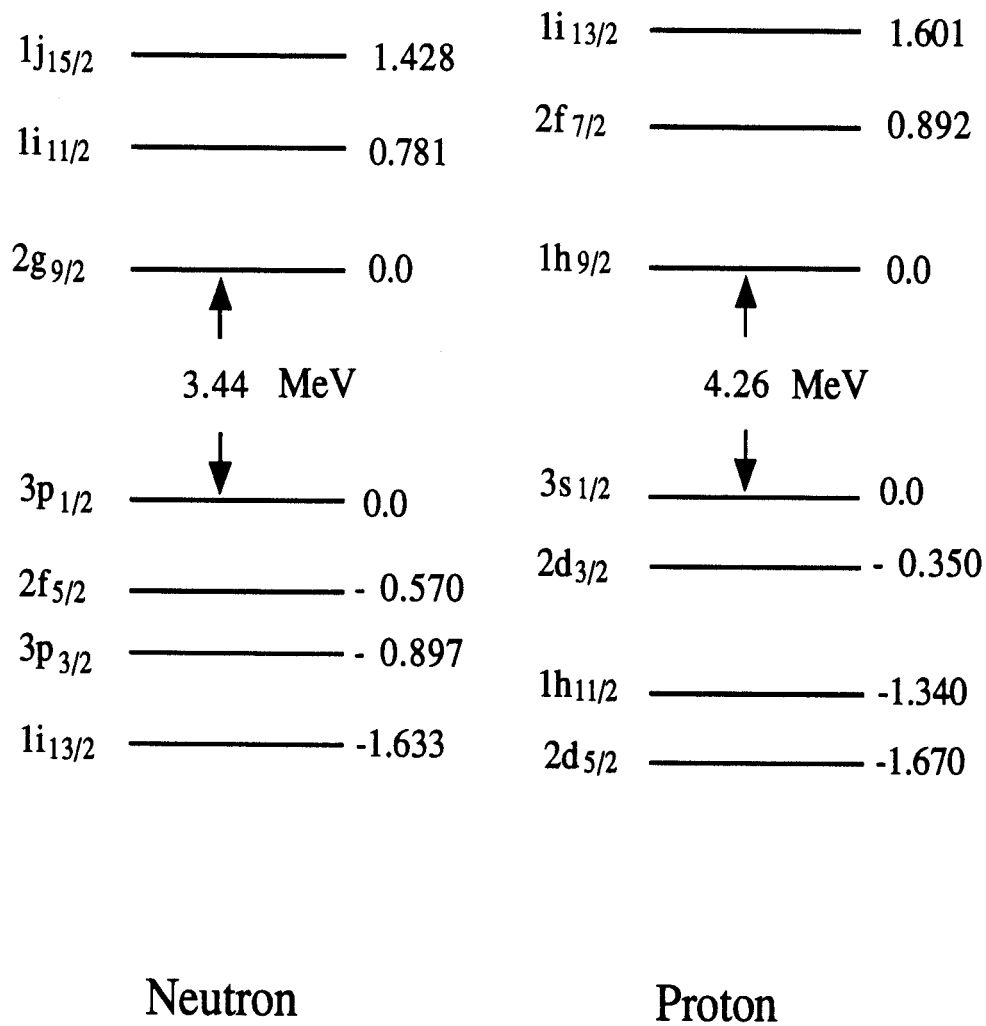 1j15/2 1.428
1i11/2 0.781
2g9/2 0.0
3.44 MeV
3p1/2 0.0
2f5/2 - 0.570
3p3/2 - 0.897
1i13/2 -1.633
Neutron
1i13/2 1.601
2f7/2 0.892
1h9/2 0.0
4.26 MeV
3s1/2 0.0
2d3/2 - 0.350
1h11/2 -1.340
2d5/2 -1.670
Proton